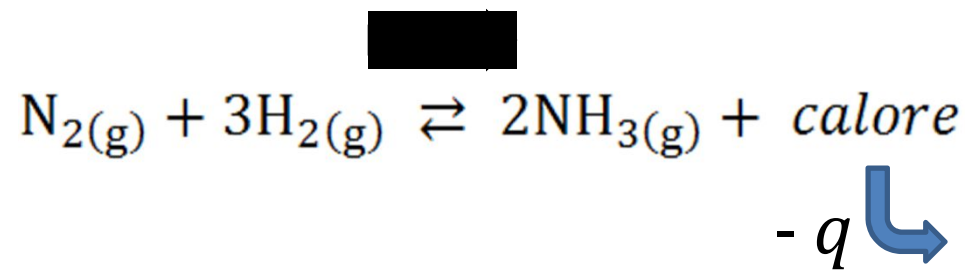 N₂(g) + 3H₂(g) ⇄ 2NH₃(g) + calore
- q